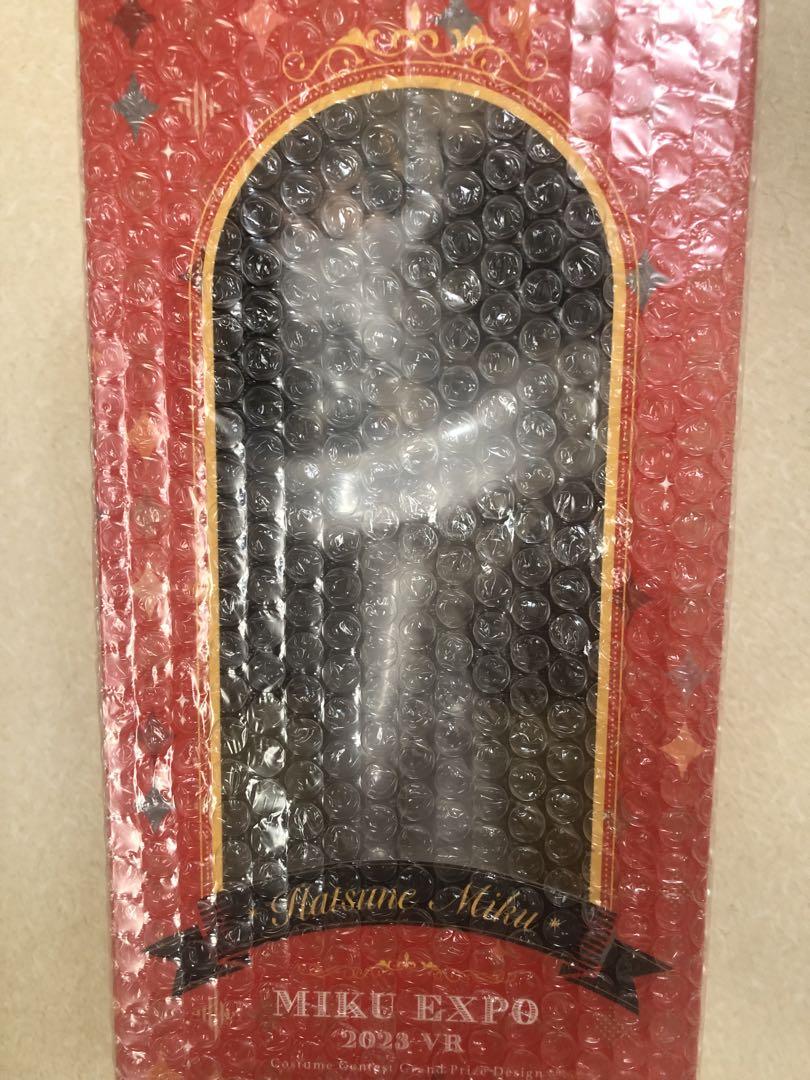 Hatsune Miku
MIKU EXPO
2023 VR
Costume Contest Grand Prize Design